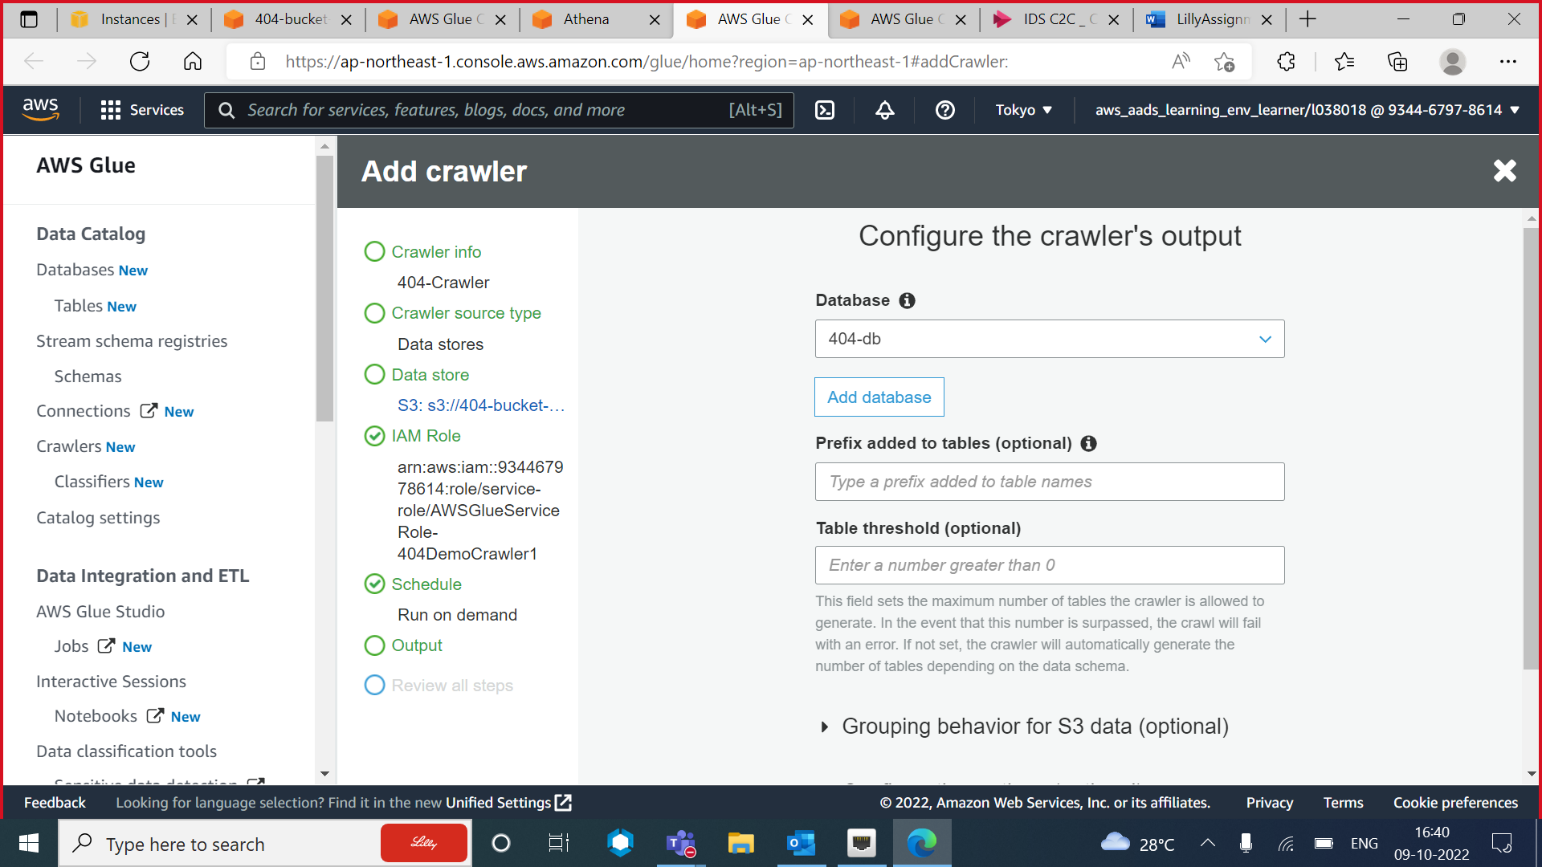 Instances | E
404-bucket
AWS Glue C
Athena
AWS Glue C
AWS Glue C
IDS C2C _ C
LillyAssignm
https://ap-northeast-1.console.aws.amazon.com/glue/home?region=ap-northeast-1#addCrawler:
aws
Services
Search for services, features, blogs, docs, and more [Alt+S]
Tokyo
aws_aads_learning_env_learner/l038018 @ 9344-6797-8614
AWS Glue
Data Catalog
Databases New
Tables New
Stream schema registries
Schemas
Connections New
Crawlers New
Classifiers New
Catalog settings
Data Integration and ETL
AWS Glue Studio
Jobs New
Interactive Sessions
Notebooks New
Data classification tools
Sensitive data detection
Add crawler
Crawler info
404-Crawler
Crawler source type
Data stores
Data store
S3: s3://404-bucket-...
IAM Role
arn:aws:iam::9344679
78614:role/service-
role/AWSGlueService
Role-
404DemoCrawler1
Schedule
Run on demand
Output
Review all steps
Configure the crawler's output
Database
404-db
Add database
Prefix added to tables (optional)
Type a prefix added to table names
Table threshold (optional)
Enter a number greater than 0
This field sets the maximum number of tables the crawler is allowed to
generate. In the event that this number is surpassed, the crawl will fail
with an error. If not set, the crawler will automatically generate the
number of tables depending on the data schema.
Grouping behavior for S3 data (optional)
Feedback
Looking for language selection? Find it in the new Unified Settings
© 2022, Amazon Web Services, Inc. or its affiliates.
Privacy
Terms
Cookie preferences
Type here to search
Lilly
28°C
ENG
16:40
09-10-2022